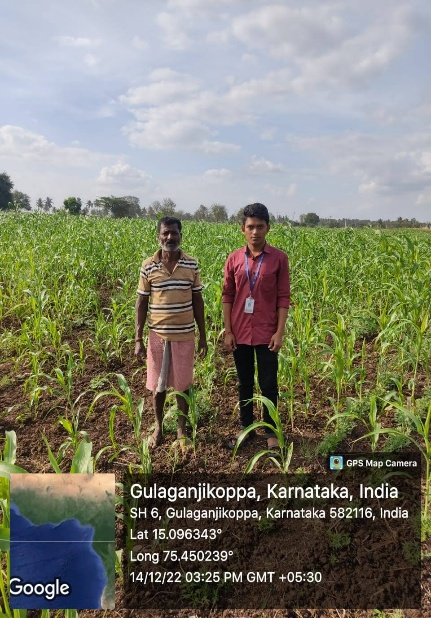 GPS Map Camera
Gulaganjikoppa, Karnataka, India
SH 6, Gulaganjikoppa, Karnataka 582116, India
Lat 15.096343°
Long 75.450239°
14/12/22 03:25 PM GMT +05:30
Google